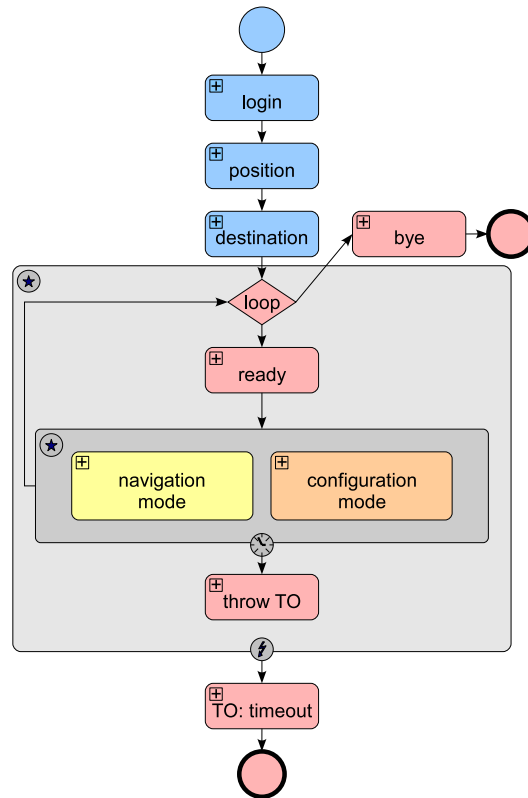 login
position
destination
bye
loop
ready
navigation
mode
configuration
mode
throw TO
TO: timeout